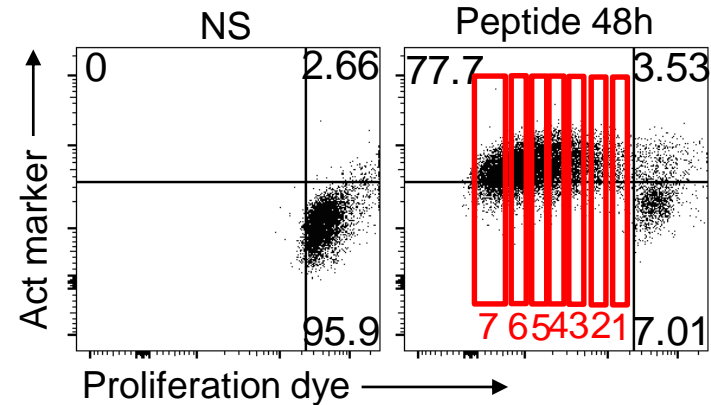 NS
Peptide 48h
0 2.66
77.7 3.53
Act marker
95.9
7 6 5 4 3 2 1 7.01
Proliferation dye